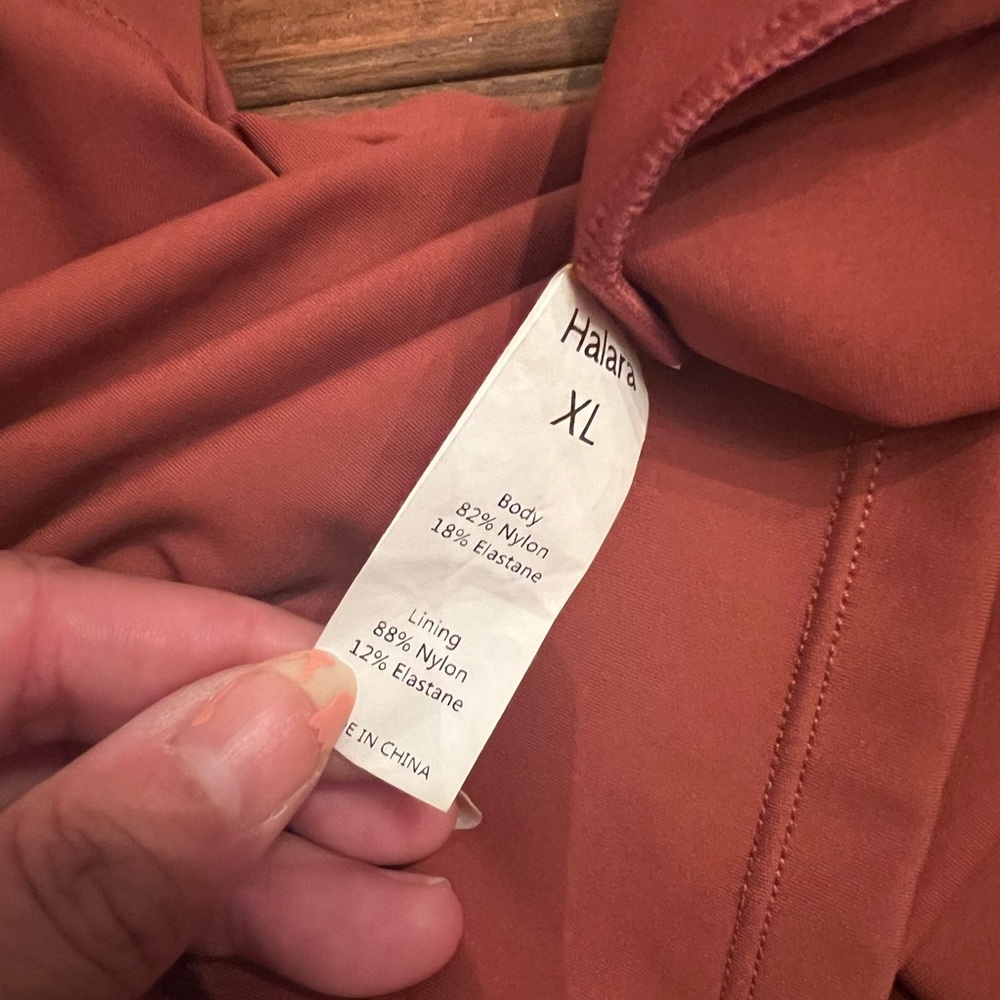 Halara
XL
Body
82% Nylon
18% Elastane
Lining
88% Nylon
12% Elastane
E IN CHINA